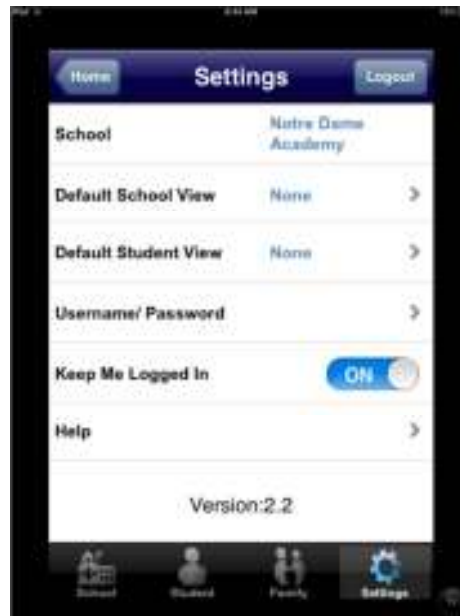 Home Settings Logout
School Notre Dame
Academy
Default School View None
Default Student View None
Username/ Password
Keep Me Logged In ON
Help
Version:2.2
School Student Family Settings